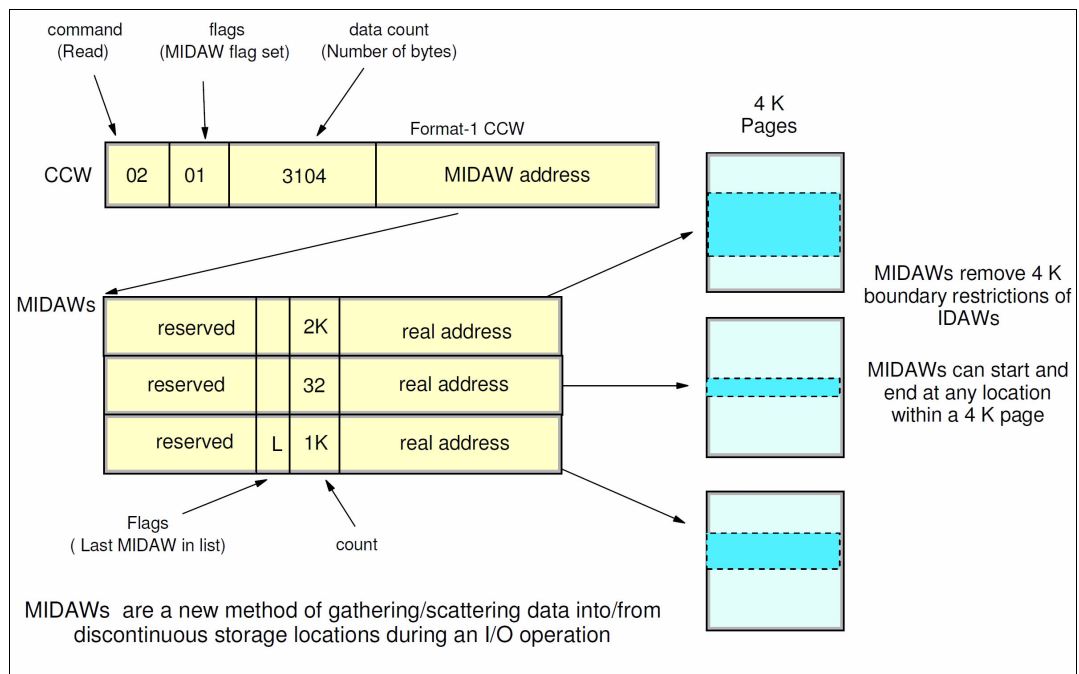 command
(Read)
flags
(MIDAW flag set)
data count
(Number of bytes)
Format-1 CCW
CCW
02
01
3104
MIDAW address
4 K
Pages
MIDAWs
reserved
2K
real address
reserved
32
real address
reserved
L
1K
real address
MIDAWs remove 4 K
boundary restrictions of
IDAWs
MIDAWs can start and
end at any location
within a 4 K page
Flags
( Last MIDAW in list)
count
MIDAWs are a new method of gathering/scattering data into/from
discontinuous storage locations during an I/O operation